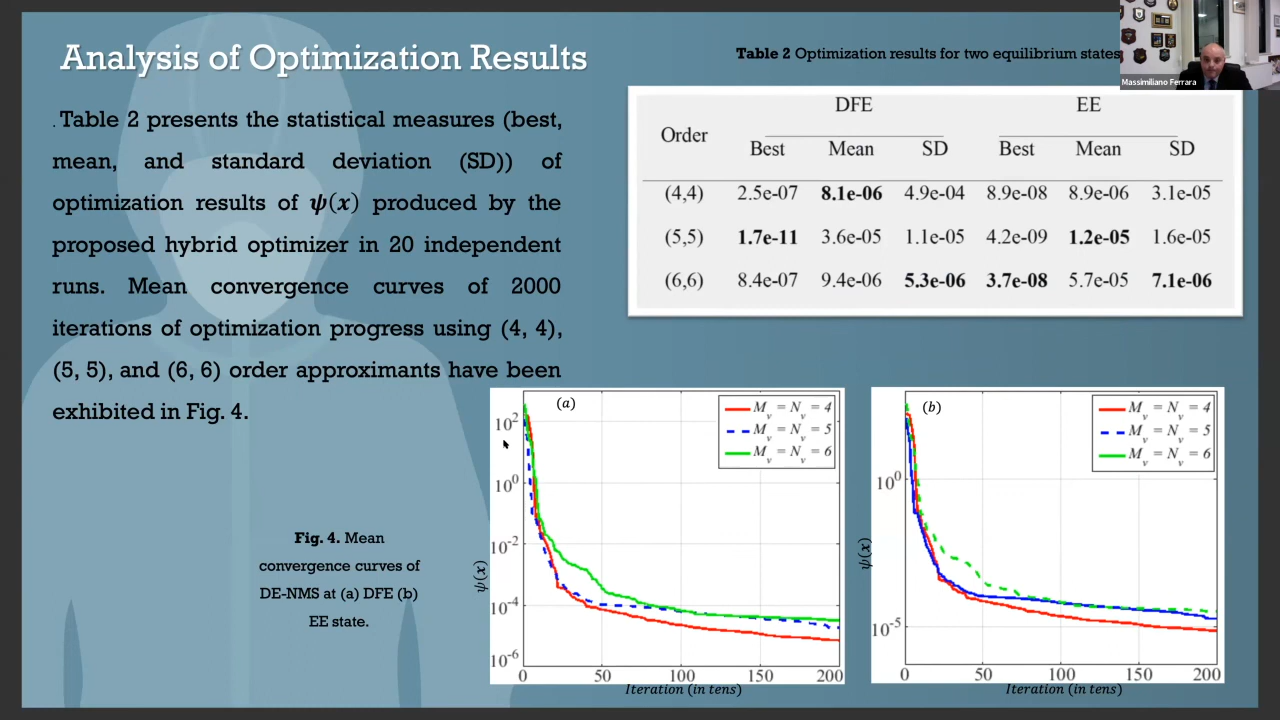 Analysis of Optimization Results
. Table 2 presents the statistical measures (best,
mean, and standard deviation (SD)) of
optimization results of ψ(x) produced by the
proposed hybrid optimizer in 20 independent
runs. Mean convergence curves of 2000
iterations of optimization progress using (4, 4),
(5, 5), and (6, 6) order approximants have been
exhibited in Fig. 4.
Table 2 Optimization results for two equilibrium states
Massimiliano Ferrara
DFE EE
Order Best Mean SD Best Mean SD
(4,4) 2.5e-07 8.1e-06 4.9e-04 8.9e-08 8.9e-06 3.1e-05
(5,5) 1.7e-11 3.6e-05 1.1e-05 4.2e-09 1.2e-05 1.6e-05
(6,6) 8.4e-07 9.4e-06 5.3e-06 3.7e-08 5.7e-05 7.1e-06
Fig. 4. Mean
convergence curves of
DE-NMS at (a) DFE (b)
EE state.
(a)
M_v = N_v = 4
M_v = N_v = 5
M_v = N_v = 6
10^2
10^0
10^-2
10^-4
10^-6
ψ(x)
0 50 100 150 200
Iteration (in tens)
(b)
M_v = N_v = 4
M_v = N_v = 5
M_v = N_v = 6
10^0
10^-5
ψ(x)
0 50 100 150 200
Iteration (in tens)